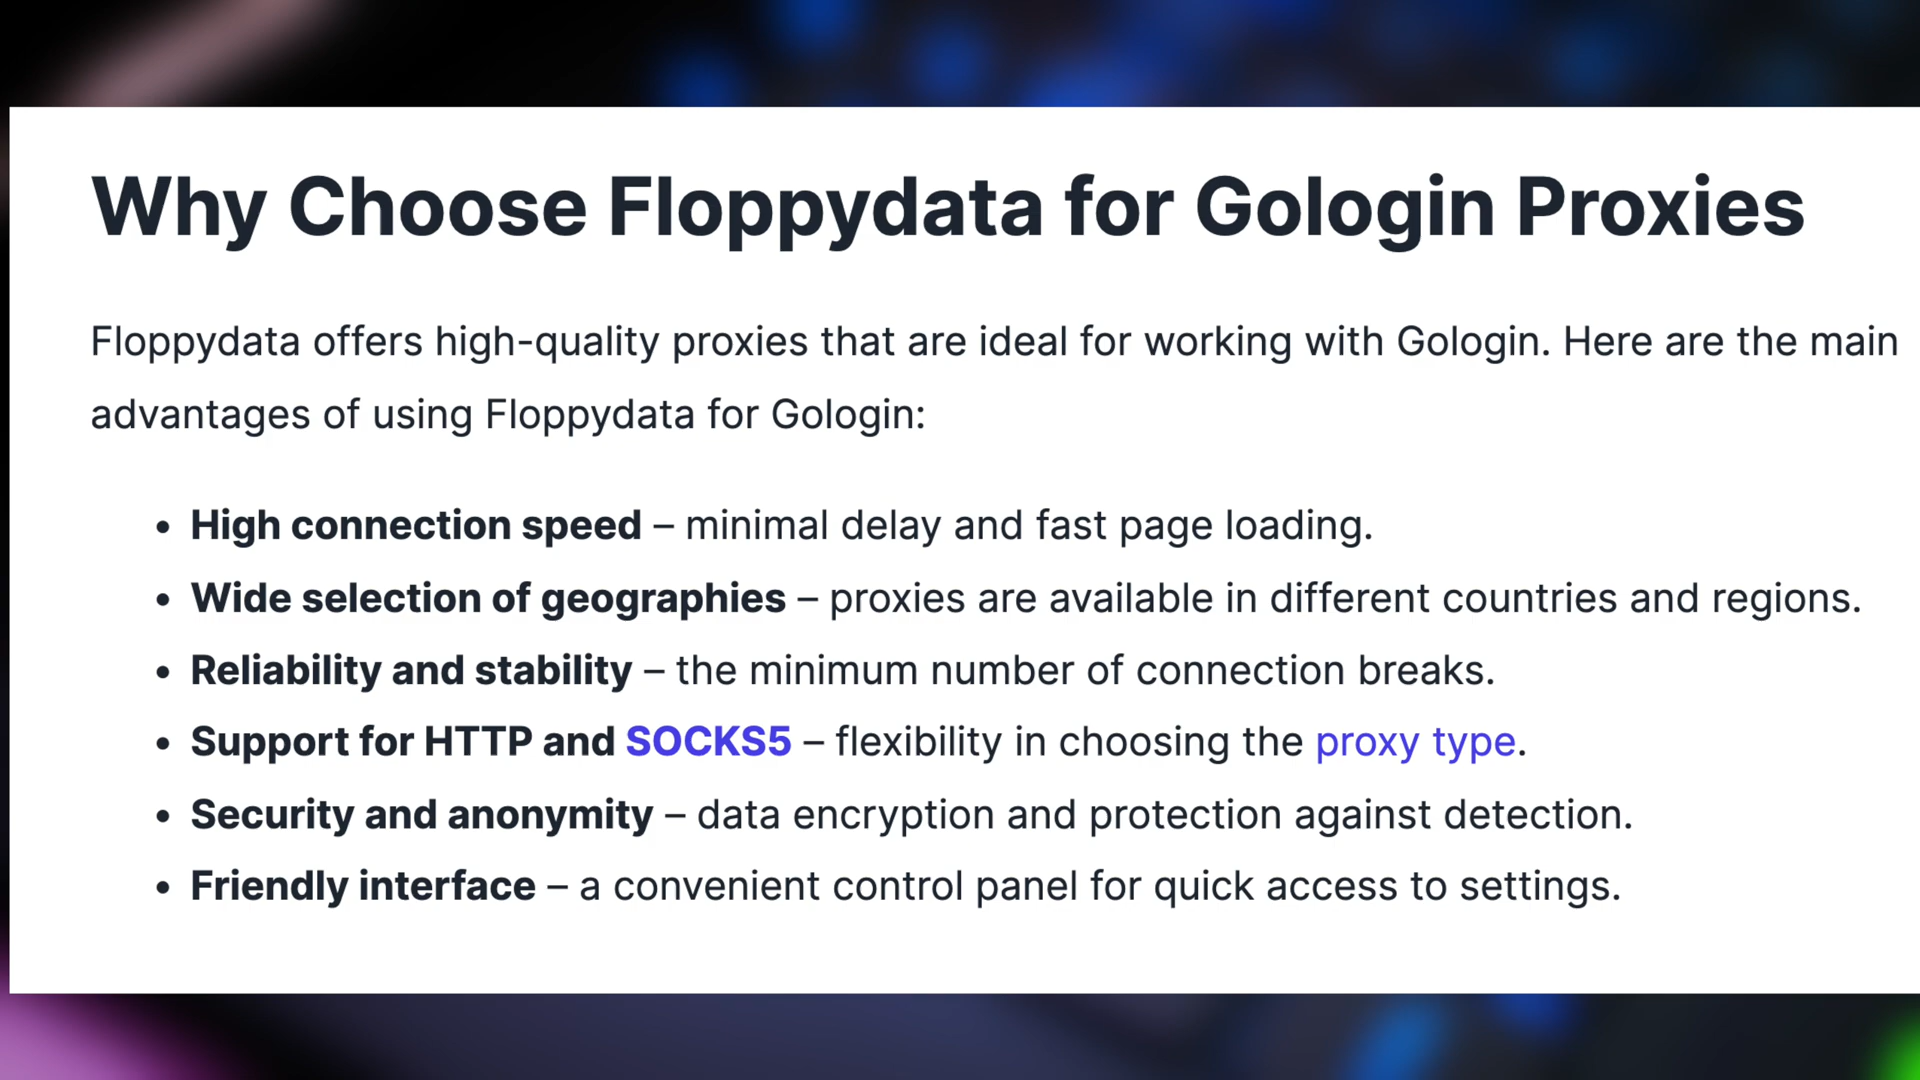 Why Choose Floppydata for Gologin Proxies
Floppydata offers high-quality proxies that are ideal for working with Gologin. Here are the main
advantages of using Floppydata for Gologin:
• High connection speed – minimal delay and fast page loading.
• Wide selection of geographies – proxies are available in different countries and regions.
• Reliability and stability – the minimum number of connection breaks.
• Support for HTTP and SOCKS5 – flexibility in choosing the proxy type.
• Security and anonymity – data encryption and protection against detection.
• Friendly interface – a convenient control panel for quick access to settings.